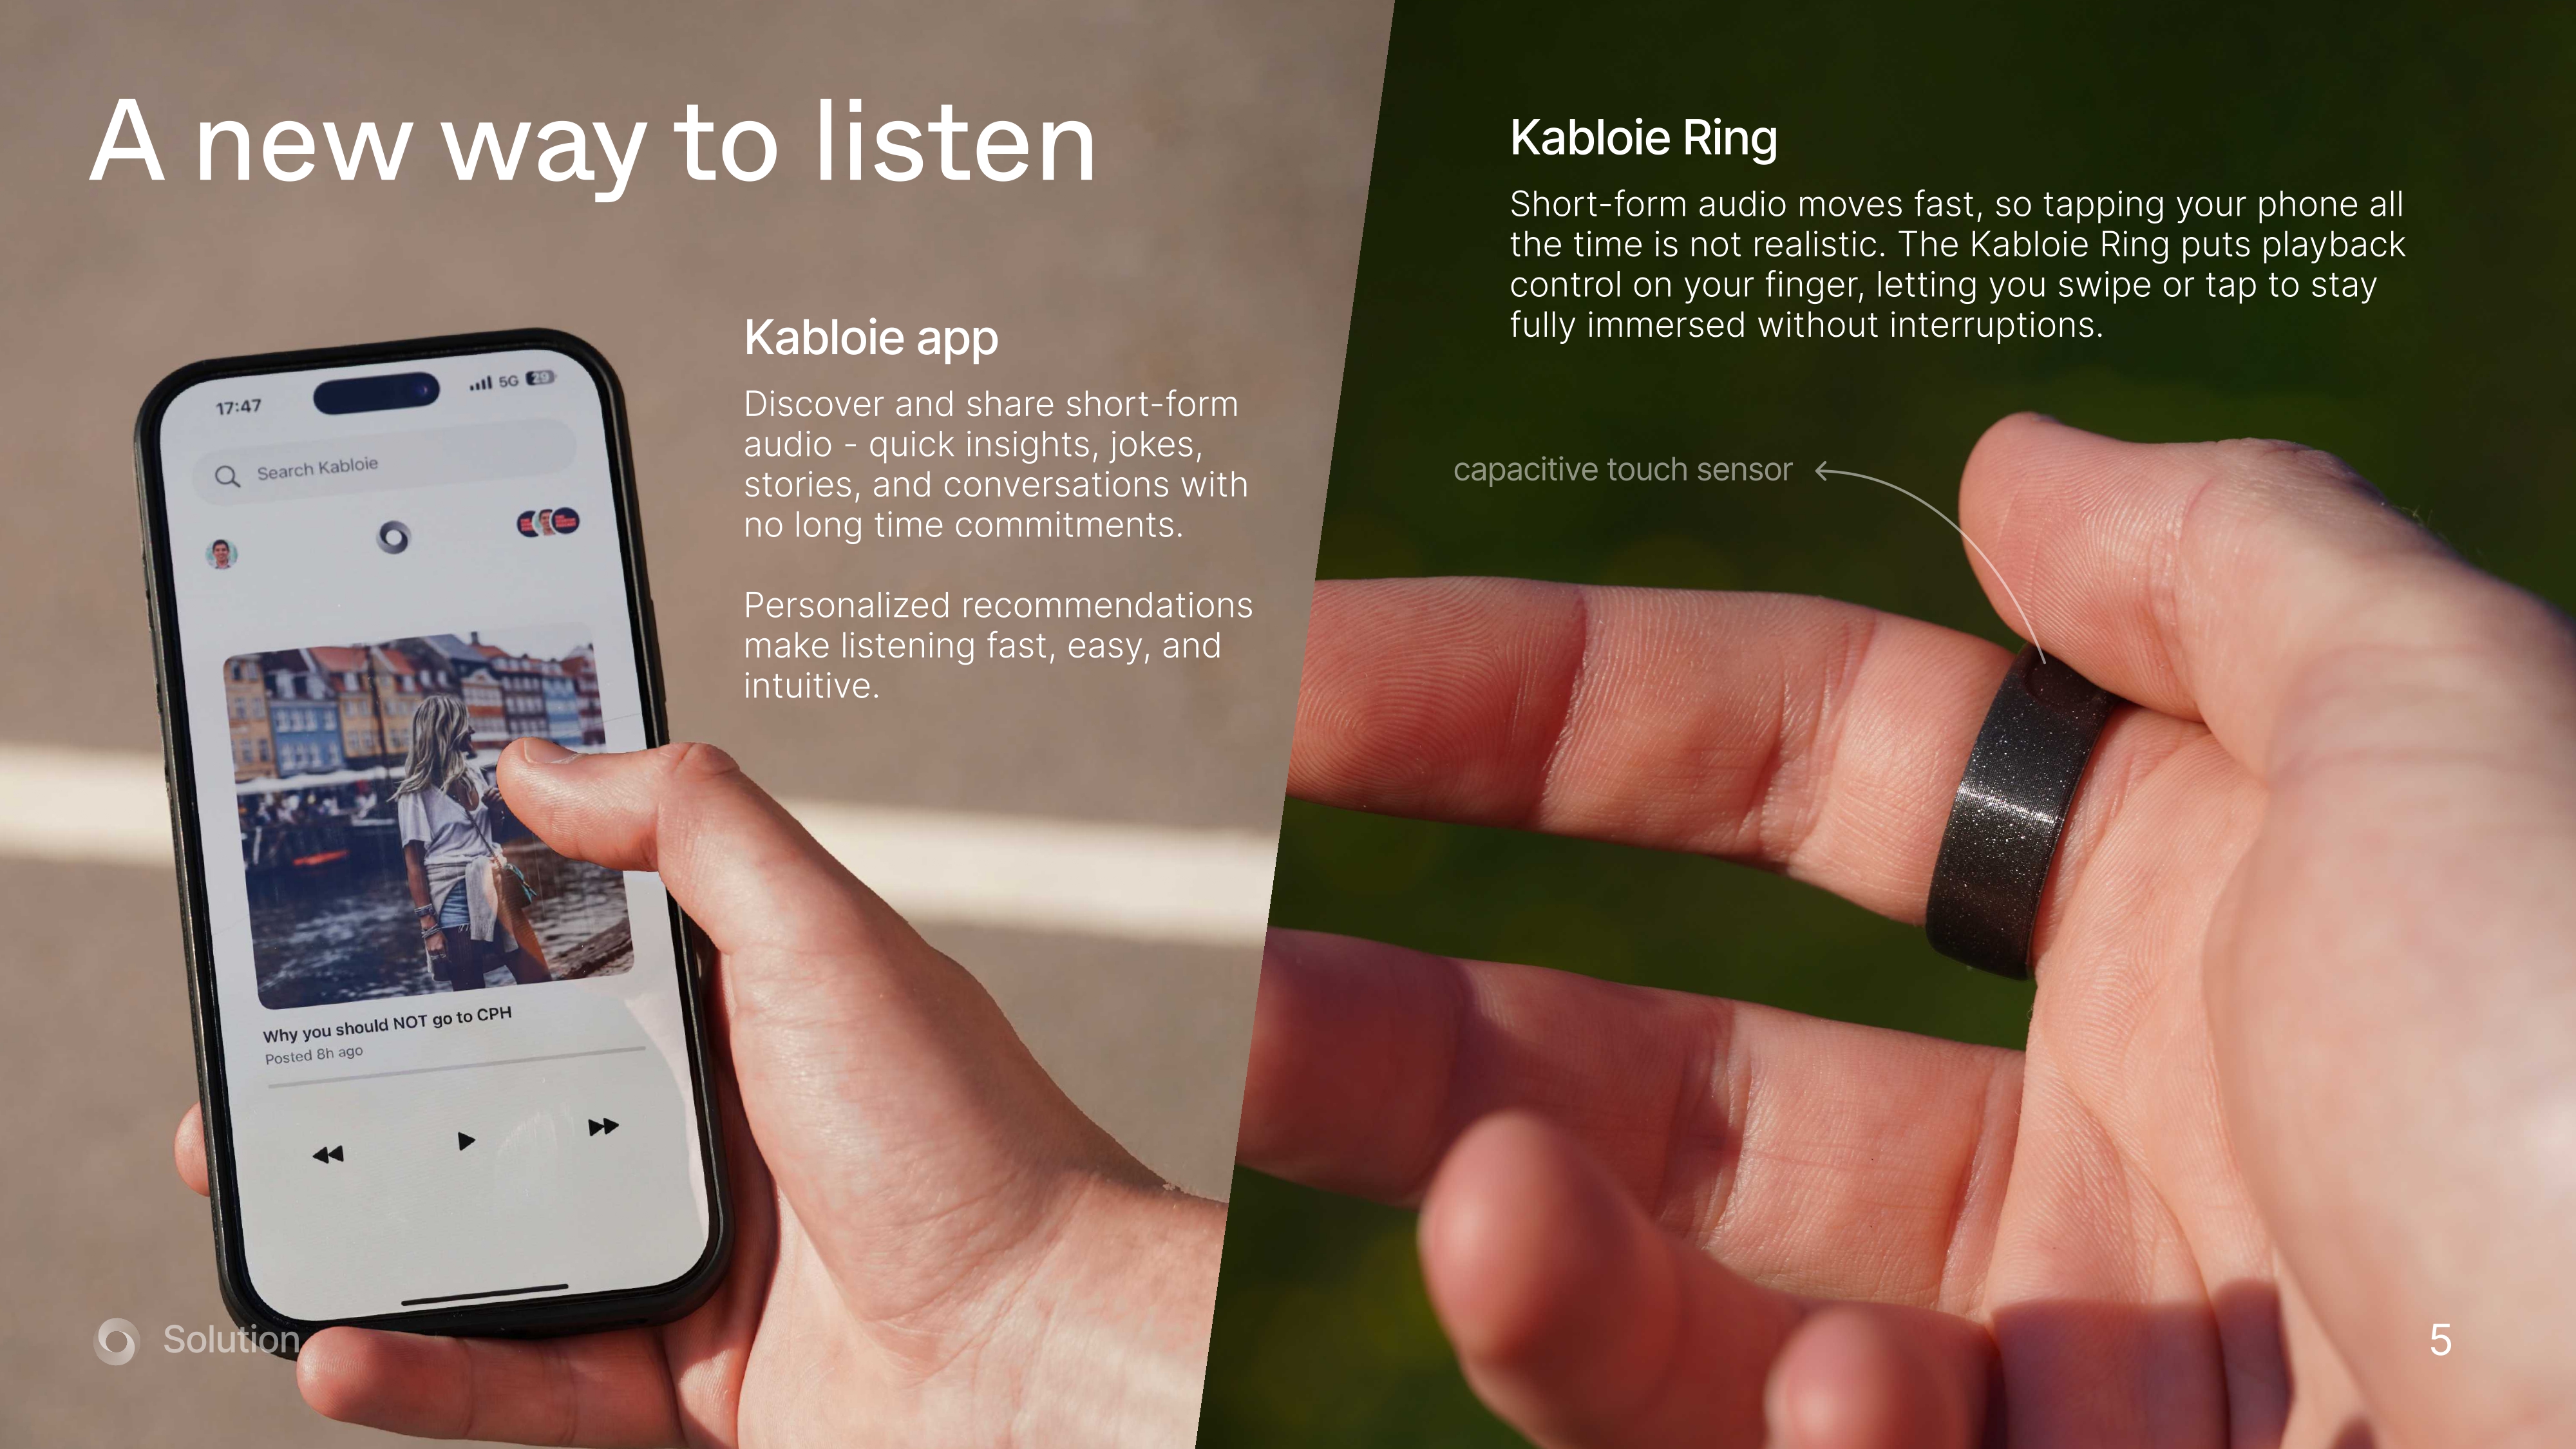 A new way to listen
Kabloie app
Discover and share short-form
audio - quick insights, jokes,
stories, and conversations with
no long time commitments.
Personalized recommendations
make listening fast, easy, and
intuitive.
17:47
5G 29
Search Kabloie
Why you should NOT go to CPH
Posted 8h ago
Solution
Kabloie Ring
Short-form audio moves fast, so tapping your phone all
the time is not realistic. The Kabloie Ring puts playback
control on your finger, letting you swipe or tap to stay
fully immersed without interruptions.
capacitive touch sensor
5